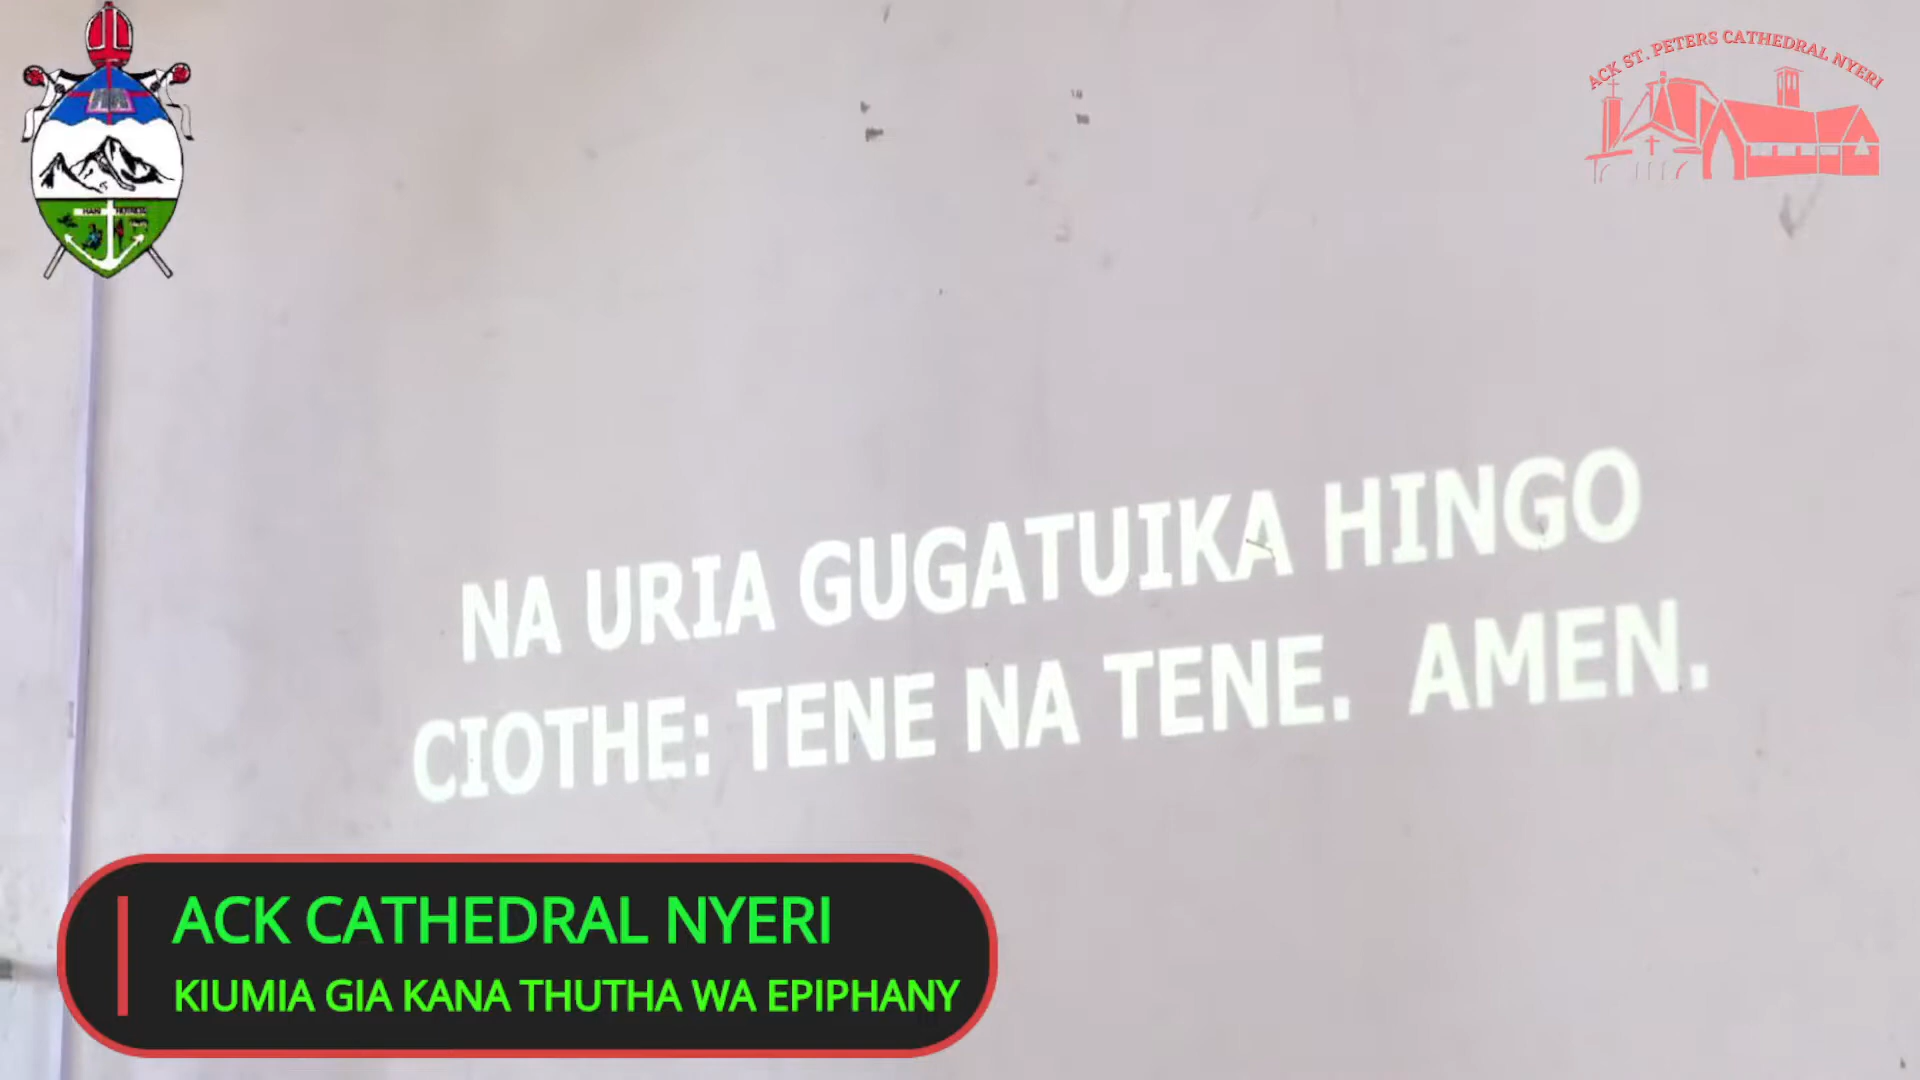 ACK ST. PETERS CATHEDRAL NYERI
NA URIA GUGATUIKA HINGO
CIOTHE: TENE NA TENE. AMEN.
ACK CATHEDRAL NYERI
KIUMIA GIA KANA THUTHA WA EPIPHANY